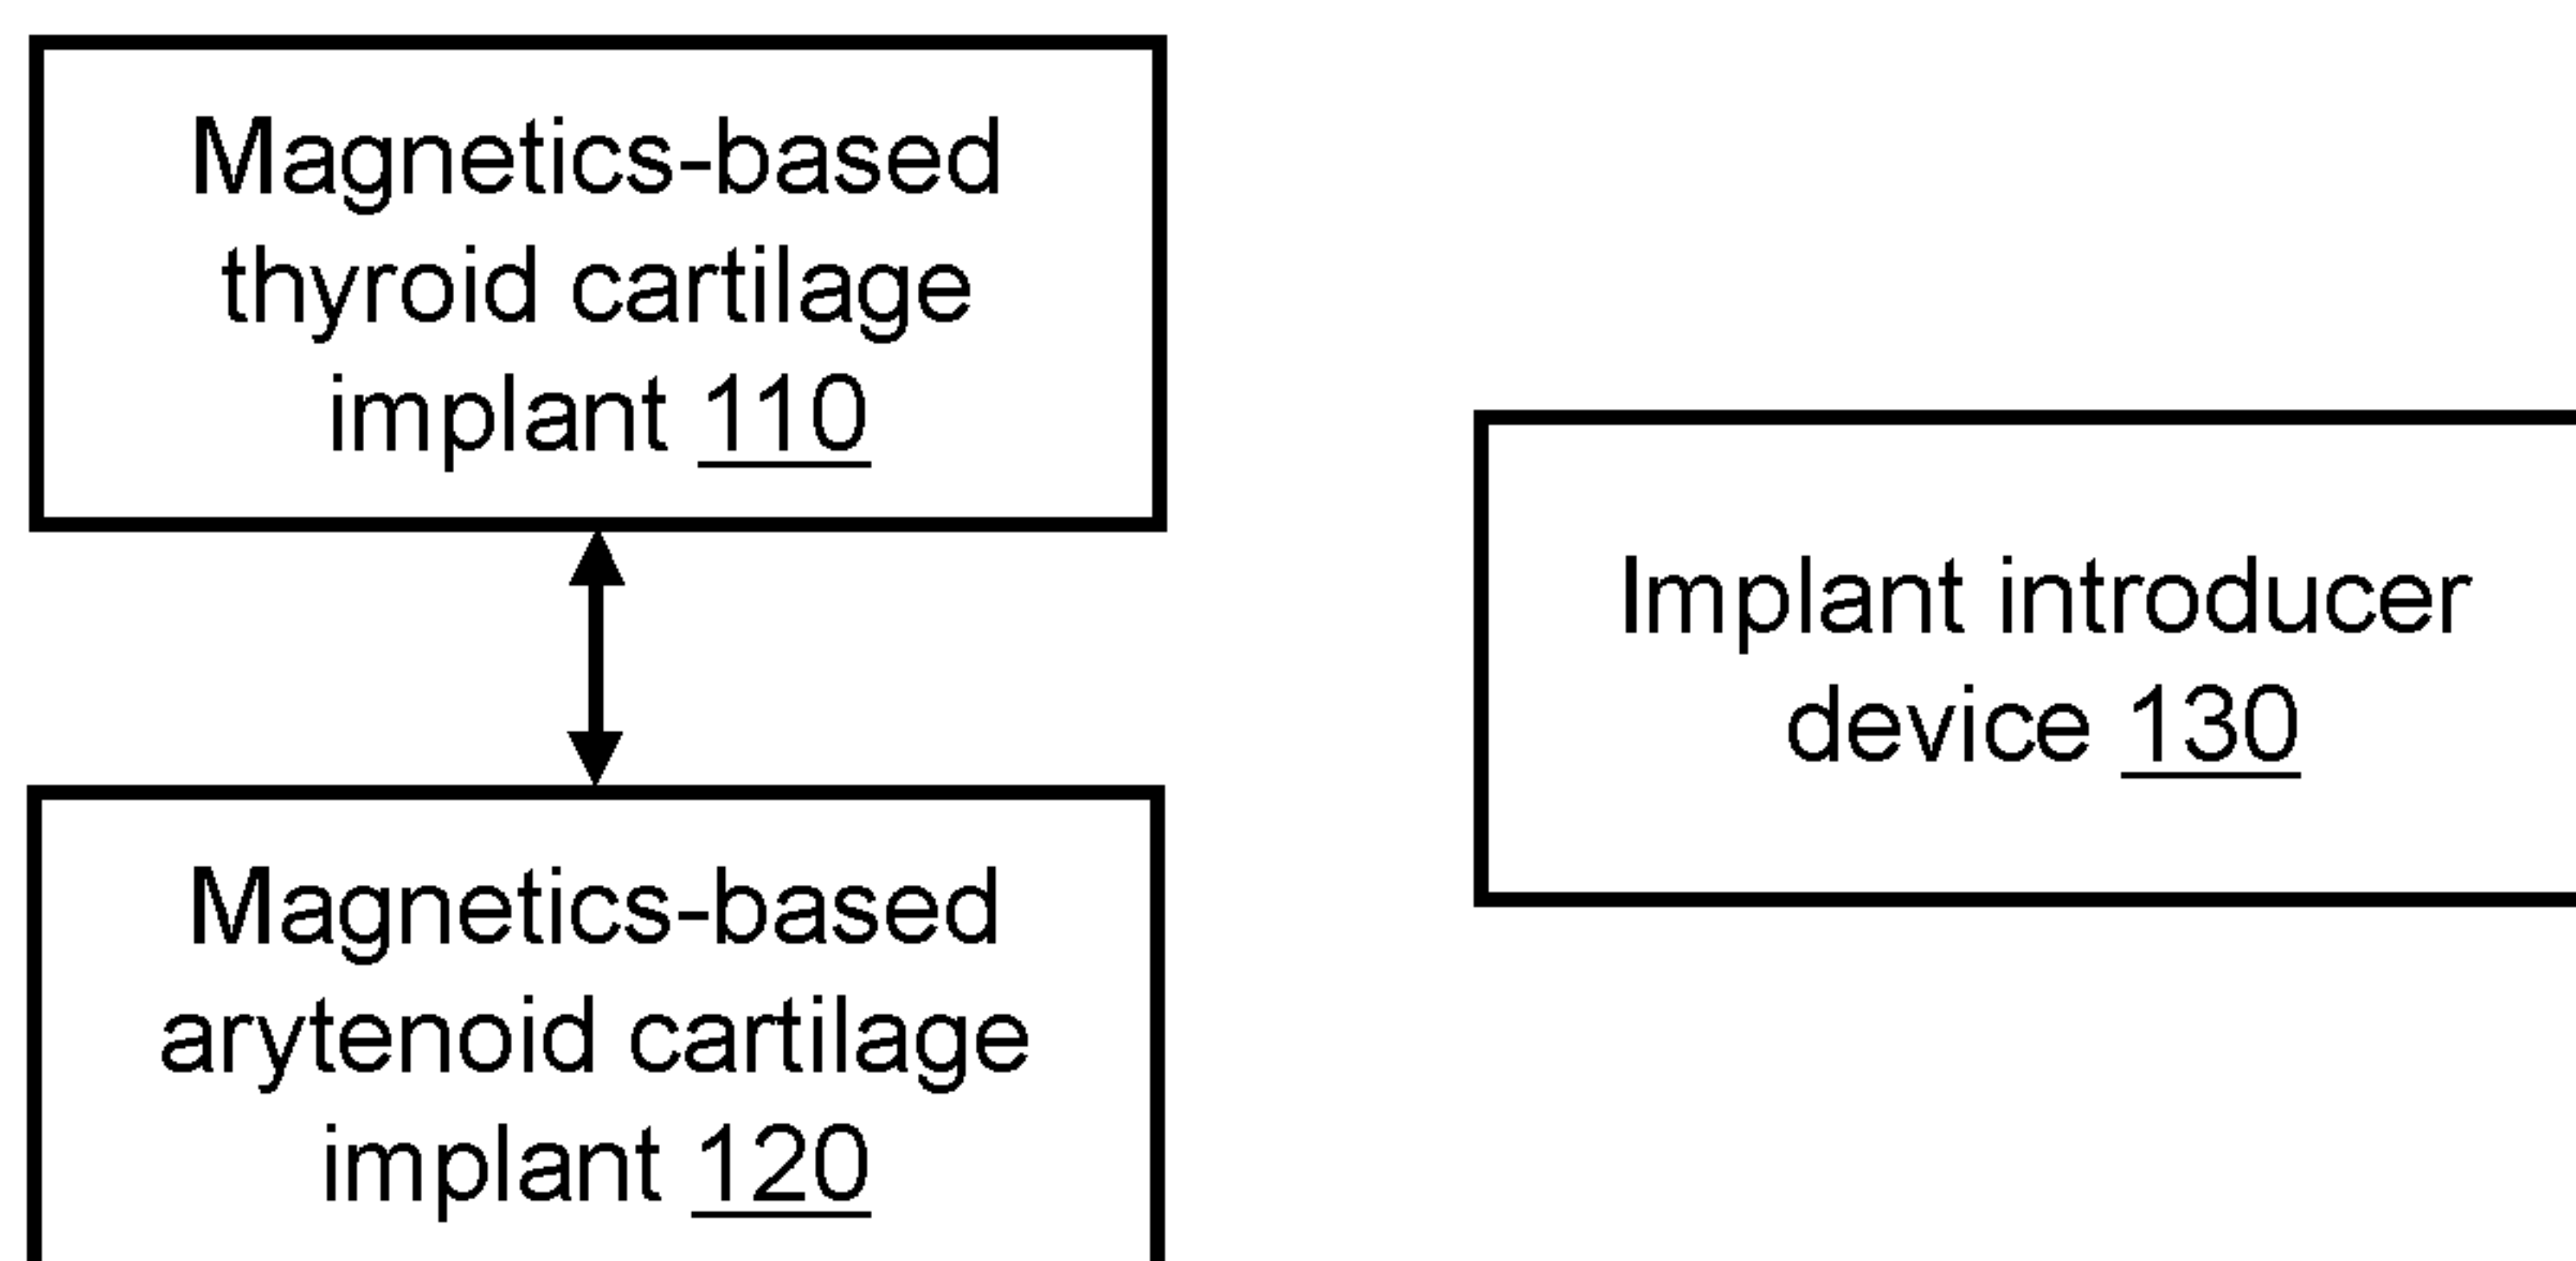 Magnetics-based
thyroid cartilage
implant 110
Implant introducer
device 130
Magnetics-based
arytenoid cartilage
implant 120